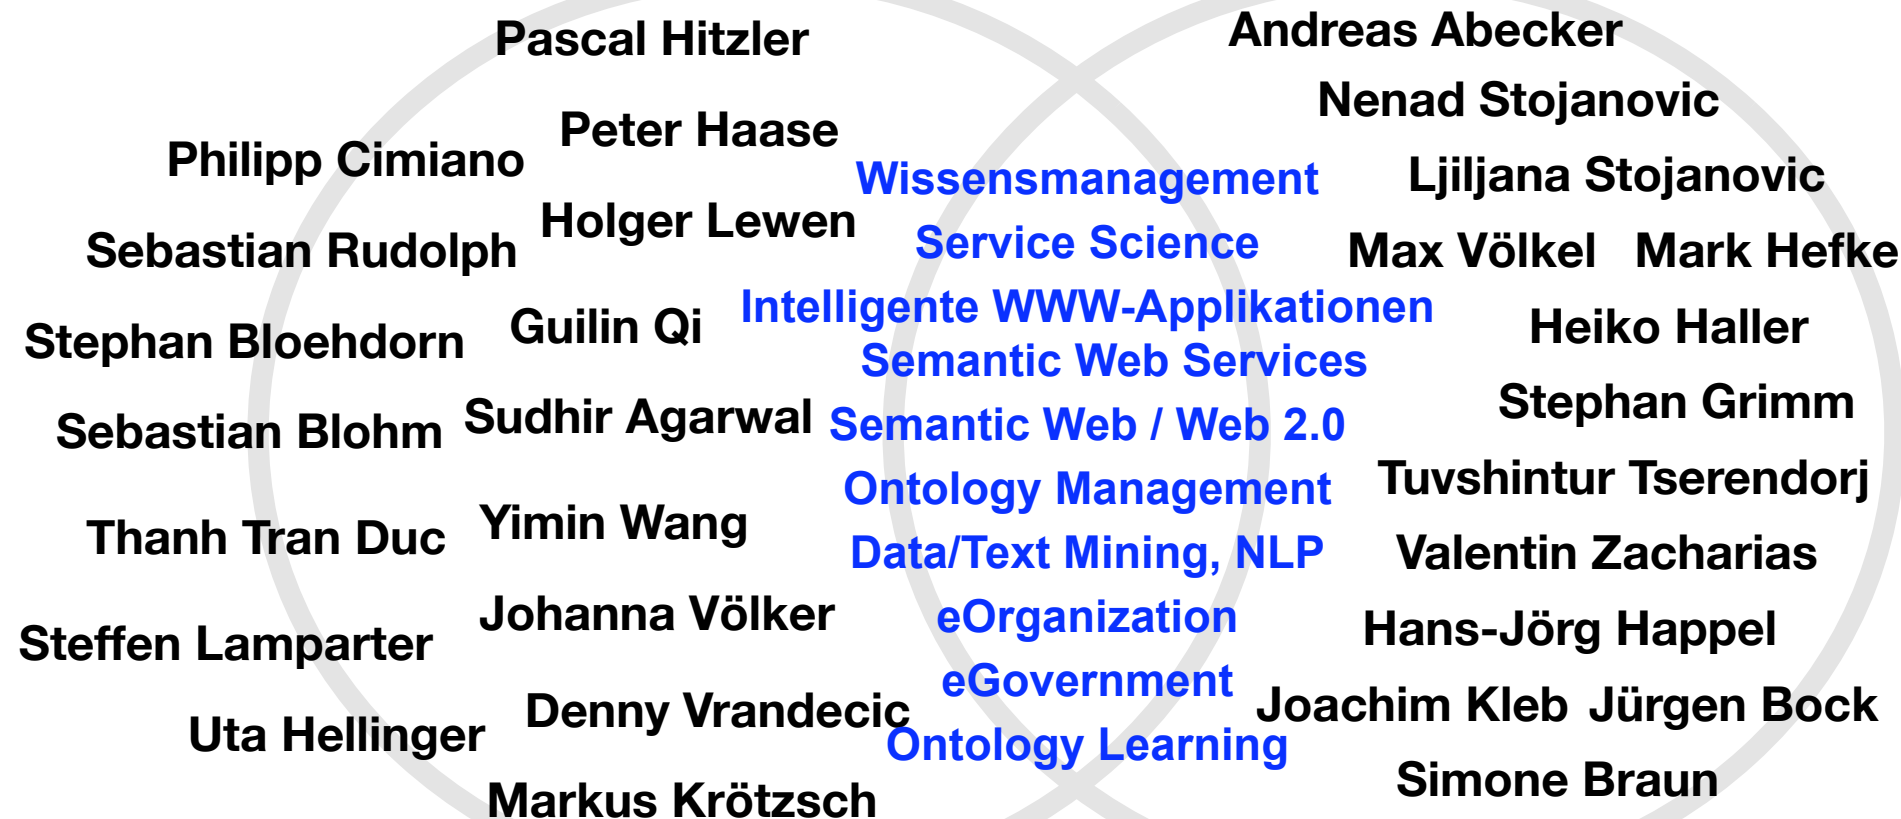 Pascal Hitzler
Peter Haase
Philipp Cimiano
Holger Lewen
Sebastian Rudolph
Guilin Qi
Stephan Bloehdorn
Sudhir Agarwal
Sebastian Blohm
Yimin Wang
Thanh Tran Duc
Johanna Völker
Steffen Lamparter
Denny Vrandecic
Uta Hellinger
Markus Krötzsch
Wissensmanagement
Service Science
Intelligente WWW-Applikationen
Semantic Web Services
Semantic Web / Web 2.0
Ontology Management
Data/Text Mining, NLP
eOrganization
eGovernment
Ontology Learning
Andreas Abecker
Nenad Stojanovic
Ljiljana Stojanovic
Max Völkel Mark Hefke
Heiko Haller
Stephan Grimm
Tuvshintur Tserendorj
Valentin Zacharias
Hans-Jörg Happel
Joachim Kleb Jürgen Bock
Simone Braun